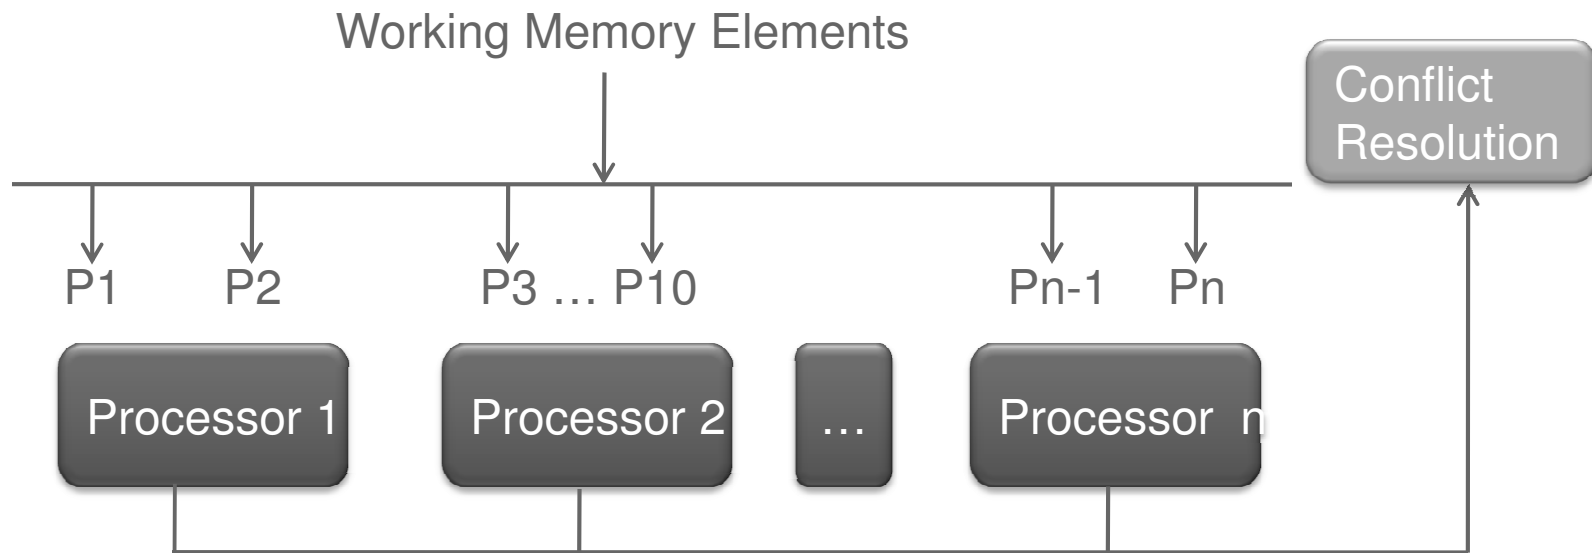 Working Memory Elements
Conflict
Resolution
P1 P2 P3 ... P10 Pn-1 Pn
Processor 1 Processor 2 ... Processor n